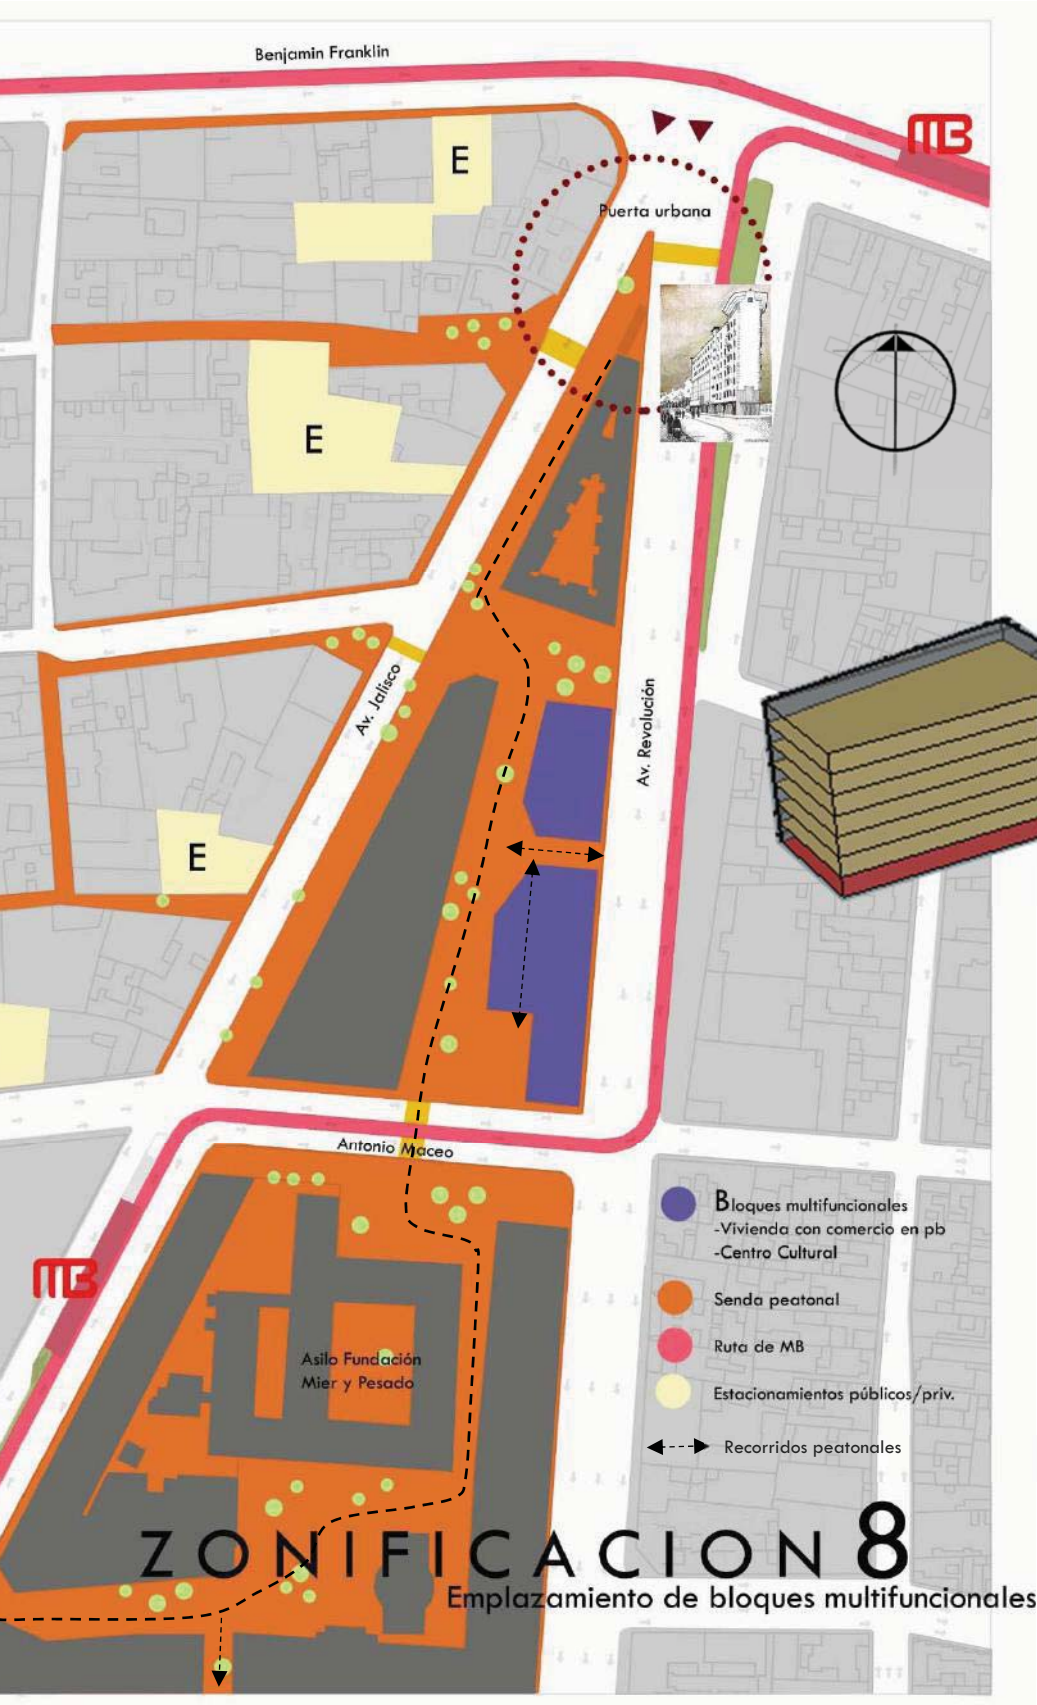 Benjamin Franklin
MB
E
Puerta urbana
E
Av. Jalisco
Av. Revolución
E
Antonio Maceo
MB
Bloques multifuncionales
-Vivienda con comercio en pb
-Centro Cultural
Senda peatonal
Ruta de MB
Asilo Fundación
Mier y Pesado
Estacionamientos públicos/priv.
Recorridos peatonales
ZONIFICACION 8
Emplazamiento de bloques multifuncionales